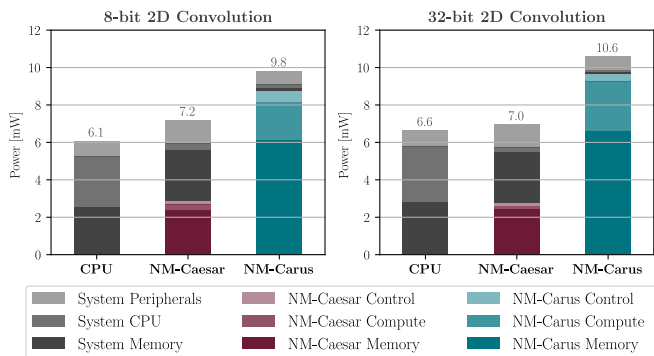 8-bit 2D Convolution
12
10
8
6
4
2
0
Power [mW]
6.1
7.2
9.8
CPU
NM-Caesar
NM-Carus
32-bit 2D Convolution
12
10
8
6
4
2
0
Power [mW]
6.6
7.0
10.6
CPU
NM-Caesar
NM-Carus
System Peripherals
System CPU
System Memory
NM-Caesar Control
NM-Caesar Compute
NM-Caesar Memory
NM-Carus Control
NM-Carus Compute
NM-Carus Memory